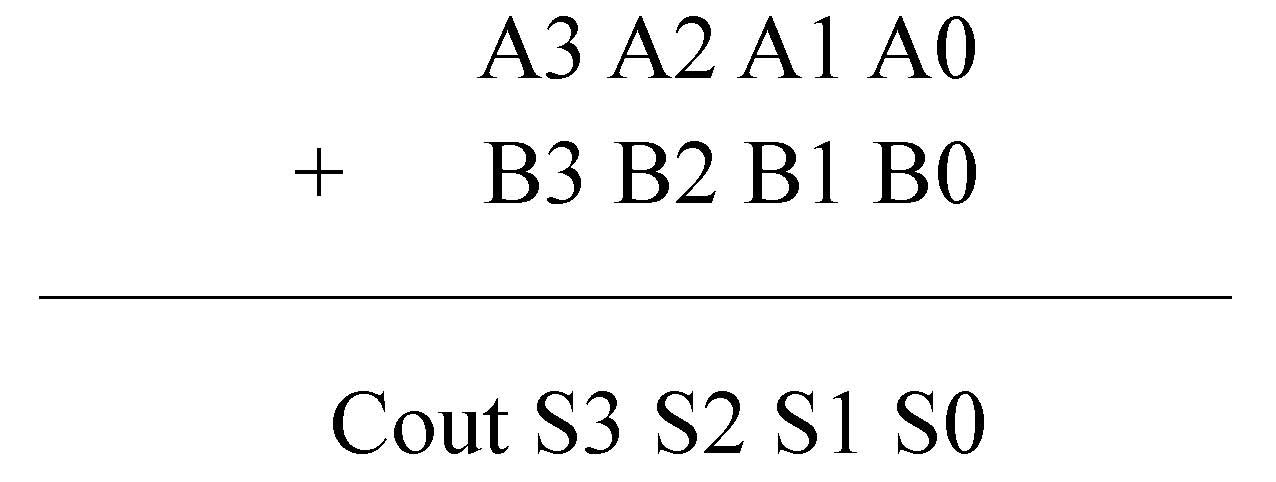 A3 A2 A1 A0
+ B3 B2 B1 B0
Cout S3 S2 S1 S0